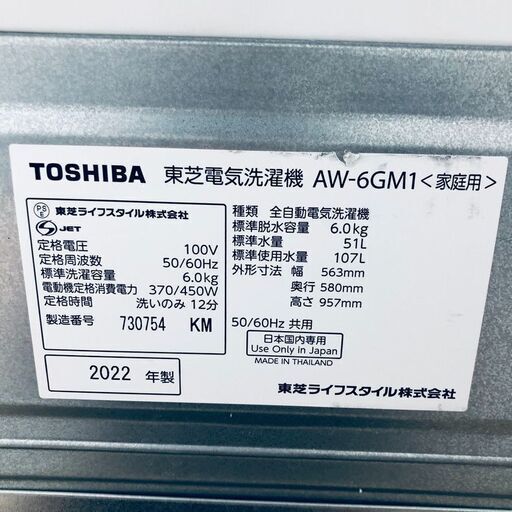 TOSHIBA 東芝電気洗濯機 AW-6GM1<家庭用>
PS E 東芝ライフスタイル株式会社
S JET
定格電圧 100V
定格周波数 50/60Hz
標準洗濯容量 6.0kg
電動機定格消費電力 370/450W
定格時間 洗いのみ 12分
製造番号 730754 KM
2022 年製
種類 全自動電気洗濯機
標準脱水容量 6.0kg
標準水量 51L
標準使用水量 107L
外形寸法 幅 563mm
奥行 580mm
高さ 957mm
50/60Hz 共用
日本国内専用
Use Only in Japan
MADE IN THAILAND
東芝ライフスタイル株式会社